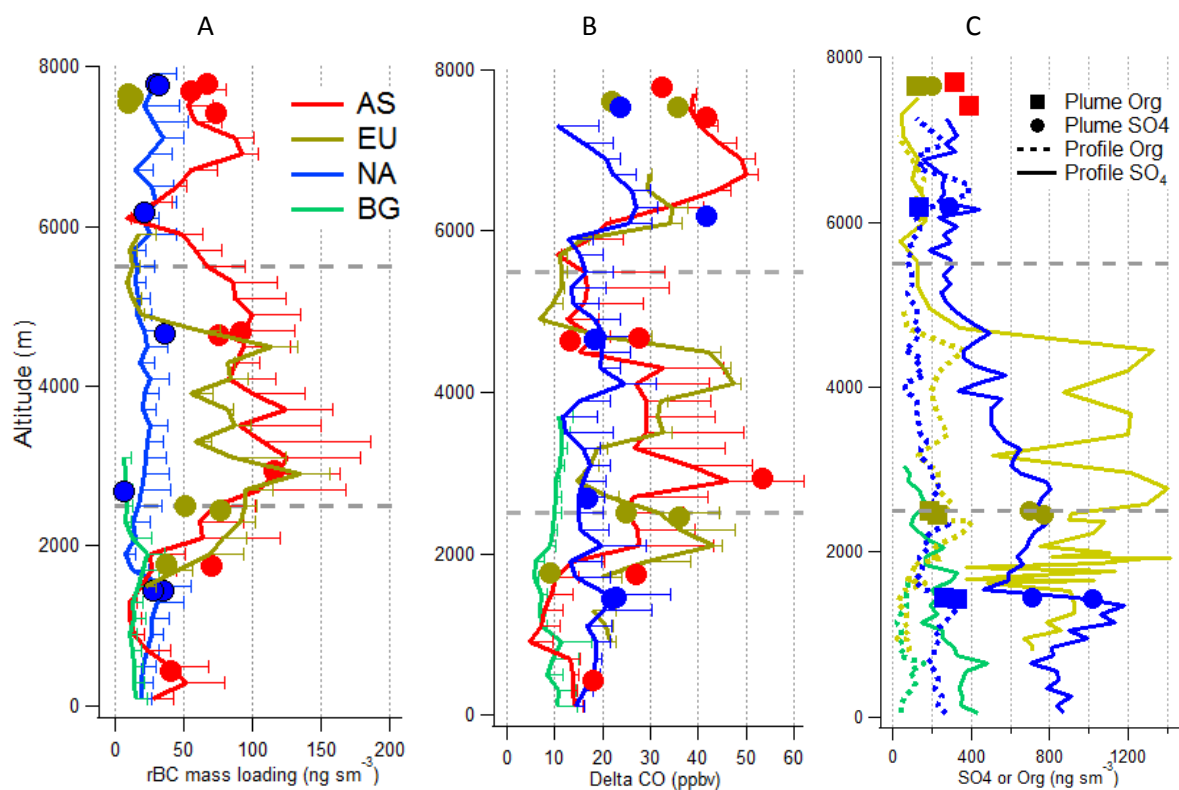 A B C
8000
6000
4000
2000
0
Altitude (m)
0 50 100 150 200
rBC mass loading (ng sm⁻³)
AS
EU
NA
BG
8000
6000
4000
2000
0
0 10 20 30 40 50 60
Delta CO (ppbv)
8000
6000
4000
2000
0
0 400 800 1200
SO4 or Org (ng sm⁻³)
Plume Org
Plume SO4
Profile Org
Profile SO₄